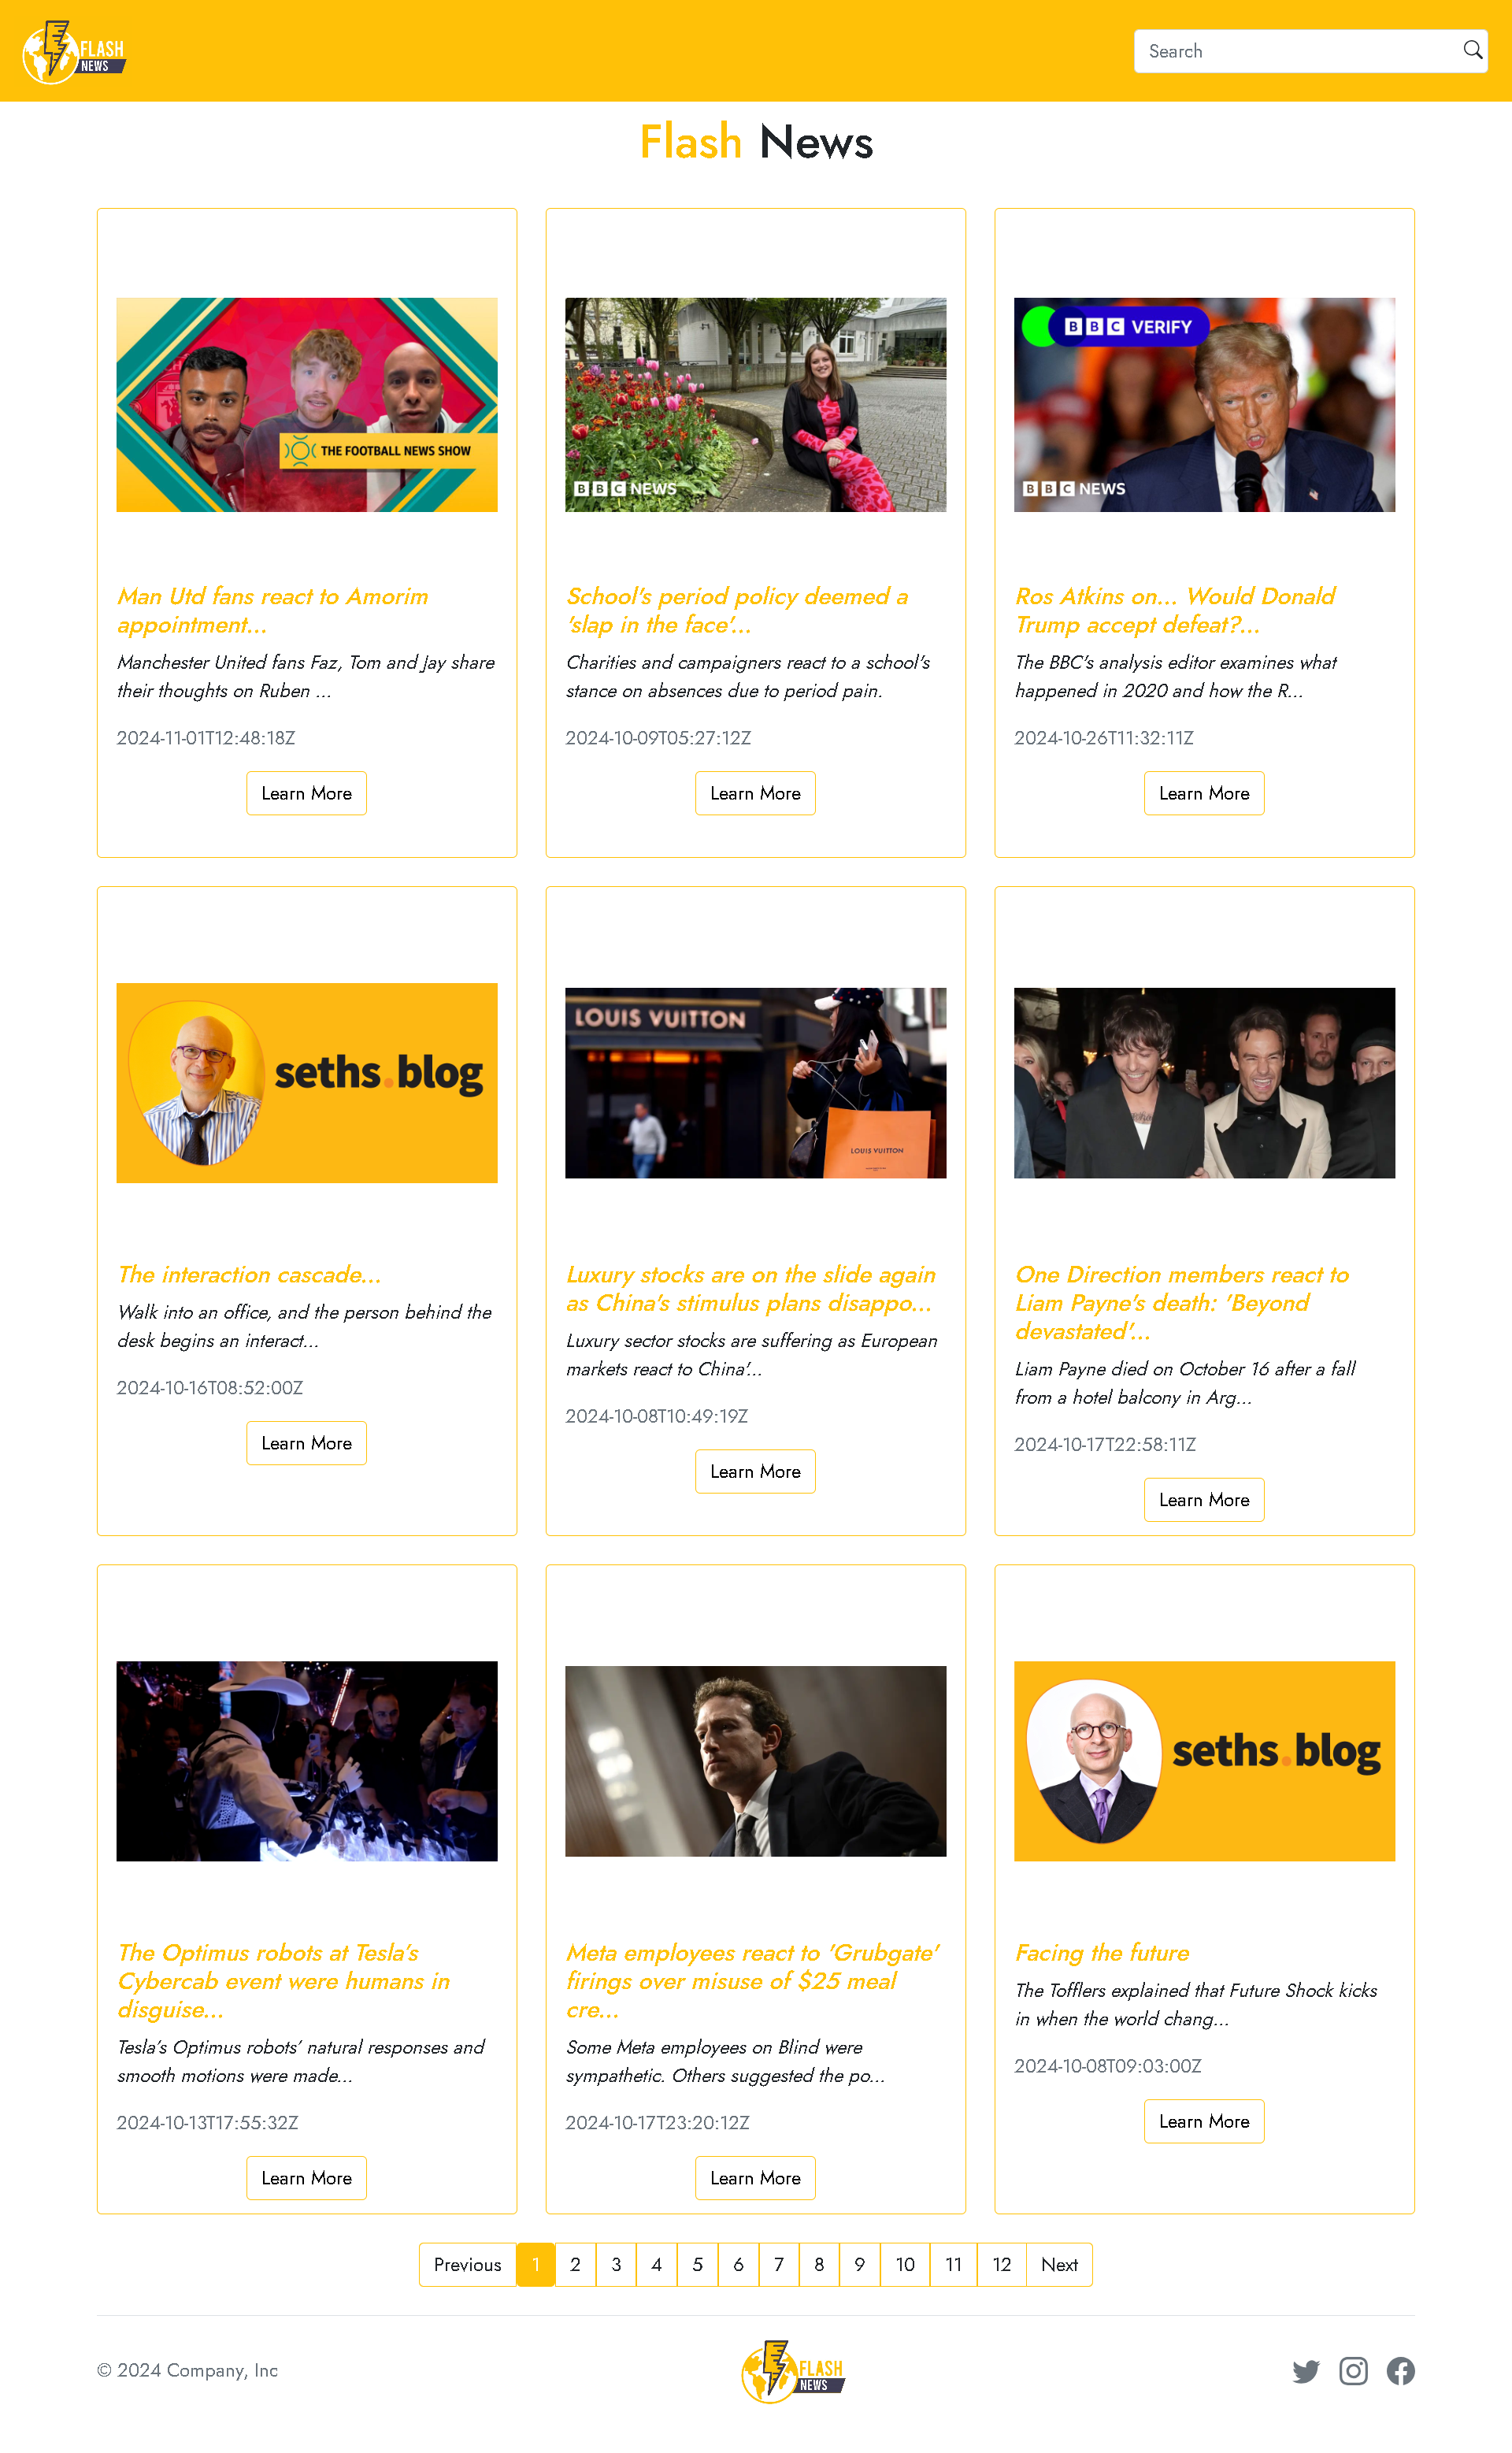 FLASH
NEWS
Search
Flash News
THE FOOTBALL NEWS SHOW
Man Utd fans react to Amorim
appointment...
Manchester United fans Faz, Tom and Jay share
their thoughts on Ruben ...
2024-11-01T12:48:18Z
Learn More
BBC NEWS
School's period policy deemed a
'slap in the face'...
Charities and campaigners react to a school's
stance on absences due to period pain.
2024-10-09T05:27:12Z
Learn More
BBC VERIFY
BBC NEWS
Ros Atkins on... Would Donald
Trump accept defeat?...
The BBC's analysis editor examines what
happened in 2020 and how the R...
2024-10-26T11:32:11Z
Learn More
seths.blog
The interaction cascade...
Walk into an office, and the person behind the
desk begins an interact...
2024-10-16T08:52:00Z
Learn More
LOUIS VUITTON
LOUIS VUITTON
Luxury stocks are on the slide again
as China's stimulus plans disappo...
Luxury sector stocks are suffering as European
markets react to China'...
2024-10-08T10:49:19Z
Learn More
One Direction members react to
Liam Payne's death: 'Beyond
devastated'...
Liam Payne died on October 16 after a fall
from a hotel balcony in Arg...
2024-10-17T22:58:11Z
Learn More
The Optimus robots at Tesla’s
Cybercab event were humans in
disguise...
Tesla’s Optimus robots’ natural responses and
smooth motions were made...
2024-10-13T17:55:32Z
Learn More
Meta employees react to 'Grubgate'
firings over misuse of $25 meal
cre...
Some Meta employees on Blind were
sympathetic. Others suggested the po...
2024-10-17T23:20:12Z
Learn More
seths.blog
Facing the future
The Tofflers explained that Future Shock kicks
in when the world chang...
2024-10-08T09:03:00Z
Learn More
Previous 1 2 3 4 5 6 7 8 9 10 11 12 Next
© 2024 Company, Inc
FLASH
NEWS